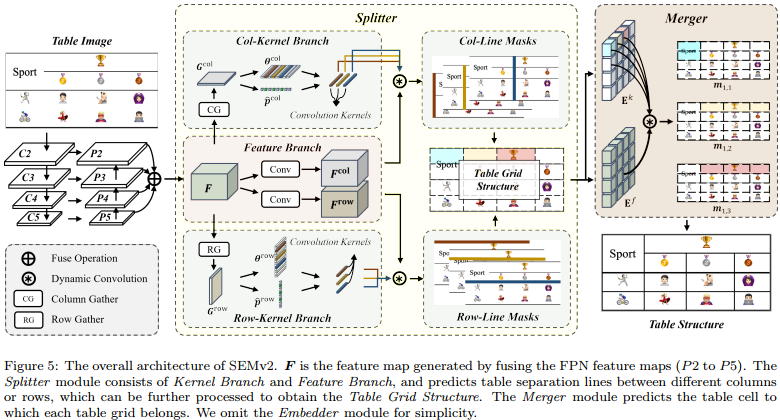 Splitter
Merger
Table Image
Col-Kernel Branch
Col-Line Masks
Sport
G^col
θ^col
p̂^col
CG
Convolution Kernels
S
Sport
E^k
Sport
m1,1
Feature Branch
F
Conv
F^col
Conv
F^row
Sport
Table Grid
Structure
Sport
m1,2
C2
P2
C3
P3
C4
P4
C5
P5
E^f
Sport
m1,3
Fuse Operation
Dynamic Convolution
CG
Column Gather
RG
Row Gather
RG
G^row
θ^row
p̂^row
Convolution Kernels
Row-Kernel Branch
Sport
Sport
Sport
Row-Line Masks
Sport
Table Structure
Figure 5: The overall architecture of SEMv2. F is the feature map generated by fusing the FPN feature maps (P2 to P5). The
Splitter module consists of Kernel Branch and Feature Branch, and predicts table separation lines between different columns
or rows, which can be further processed to obtain the Table Grid Structure. The Merger module predicts the table cell to
which each table grid belongs. We omit the Embedder module for simplicity.